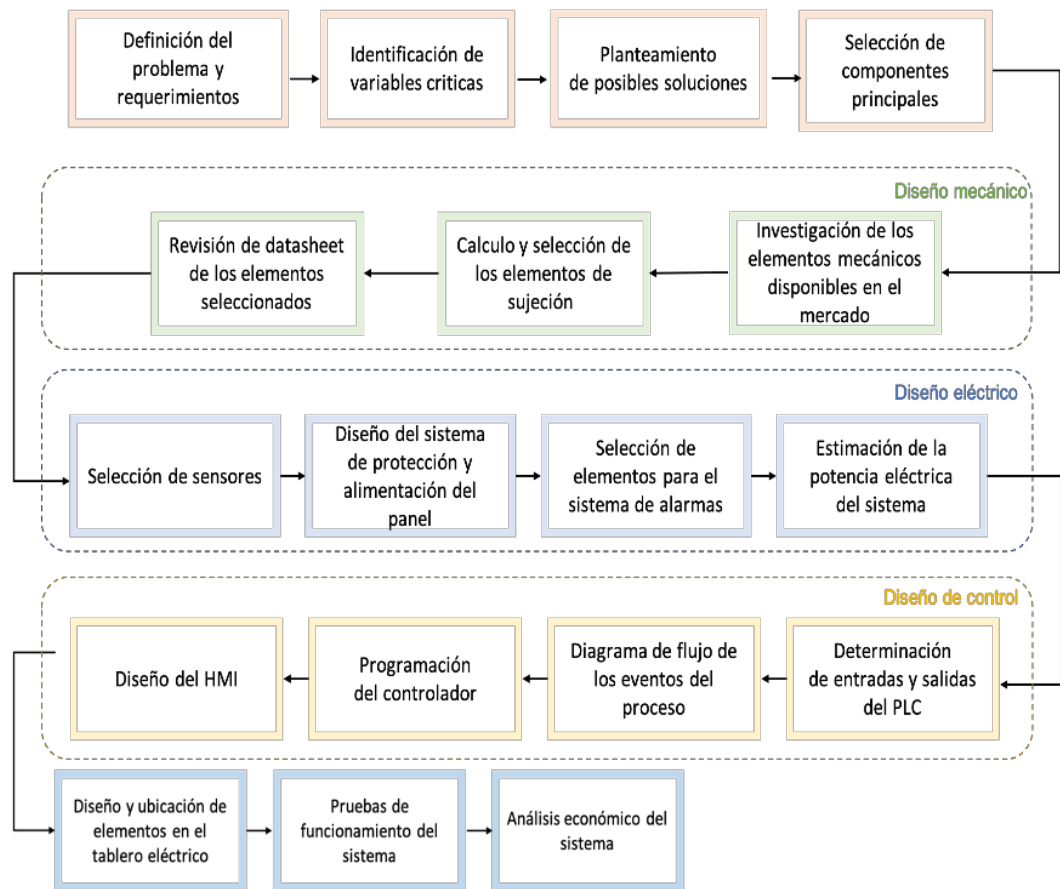 Definición del
problema y
requerimientos
Identificación de
variables criticas
Planteamiento
de posibles soluciones
Selección de
componentes
principales
Diseño mecánico
Revisión de datasheet
de los elementos
seleccionados
Calculo y selección de
los elementos de
sujeción
Investigación de los
elementos mecánicos
disponibles en el
mercado
Diseño eléctrico
Selección de sensores
Diseño del sistema
de protección y
alimentación del
panel
Selección de
elementos para el
sistema de alarmas
Estimación de la
potencia eléctrica
del sistema
Diseño de control
Diseño del HMI
Programación
del controlador
Diagrama de flujo de
los eventos del
proceso
Determinación
de entradas y salidas
del PLC
Diseño y ubicación de
elementos en el
tablero eléctrico
Pruebas de
funcionamiento del
sistema
Análisis económico del
sistema